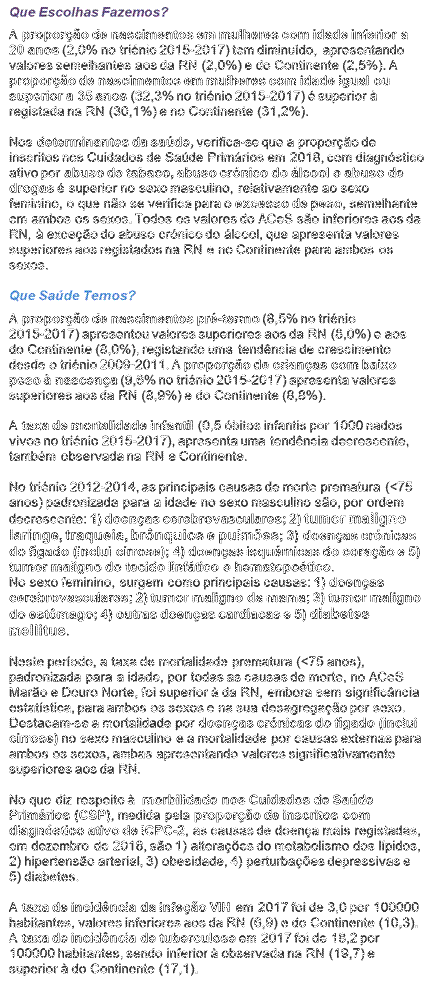 Que Escolhas Fazemos?
A proporção de nascimentos em mulheres com idade inferior a
20 anos (2,0% no triénio 2015-2017) tem diminuído, apresentando
valores semelhantes aos da RN (2,0%) e do Continente (2,5%). A
proporção de nascimentos em mulheres com idade igual ou
superior a 35 anos (32,3% no triénio 2015-2017) é superior à
registada na RN (30,1%) e no Continente (31,2%).
Nos determinantes da saúde, verifica-se que a proporção de
inscritos nos Cuidados de Saúde Primários em 2018, com diagnóstico
ativo por abuso do tabaco, abuso crónico do álcool e abuso de
drogas é superior no sexo masculino, relativamente ao sexo
feminino, o que não se verifica para o excesso de peso, semelhante
em ambos os sexos. Todos os valores do ACeS são inferiores aos da
RN, à exceção do abuso crónico do álcool, que apresenta valores
superiores aos registados na RN e no Continente para ambos os
sexos.
Que Saúde Temos?
A proporção de nascimentos pré-termo (8,5% no triénio
2015-2017) apresentou valores superiores aos da RN (8,0%) e aos
do Continente (8,0%), registando uma tendência de crescimento
desde o triénio 2009-2011. A proporção de crianças com baixo
peso à nascença (9,6% no triénio 2015-2017) apresenta valores
superiores aos da RN (8,9%) e do Continente (8,8%).
A taxa de mortalidade infantil (0,5 óbitos infantis por 1000 nados
vivos no triénio 2015-2017), apresenta uma tendência decrescente,
também observada na RN e Continente.
No triénio 2012-2014, as principais causas de morte prematura (<75
anos) padronizada para a idade no sexo masculino são, por ordem
decrescente: 1) doenças cerebrovasculares; 2) tumor maligno
laringe, traqueia, brônquios e pulmões; 3) doenças crónicas
do fígado (inclui cirrose); 4) doenças isquémicas do coração e 5)
tumor maligno do tecido linfático e hematopoético.
No sexo feminino, surgem como principais causas: 1) doenças
cerebrovasculares; 2) tumor maligno da mama; 3) tumor maligno
do estômago; 4) outras doenças cardíacas e 5) diabetes
mellitus.
Neste período, a taxa de mortalidade prematura (<75 anos),
padronizada para a idade, por todas as causas de morte, no ACeS
Marão e Douro Norte, foi superior à da RN, embora sem significância
estatística, para ambos os sexos e na sua desagregação por sexo.
Destacam-se a mortalidade por doenças crónicas do fígado (inclui
cirrose) no sexo masculino e a mortalidade por causas externas para
ambos os sexos, ambas apresentando valores significativamente
superiores aos da RN.
No que diz respeito à morbilidade nos Cuidados de Saúde
Primários (CSP), medida pela proporção de inscritos com
diagnóstico ativo de ICPC-2, as causas de doença mais registadas,
em dezembro de 2018, são 1) alterações do metabolismo dos lípidos,
2) hipertensão arterial, 3) obesidade, 4) perturbações depressivas e
5) diabetes.
A taxa de incidência da infeção VIH em 2017 foi de 3,0 por 100000
habitantes, valores inferiores aos da RN (6,9) e do Continente (10,3).
A taxa de incidência de tuberculose em 2017 foi de 18,2 por
100000 habitantes, sendo inferior à observada na RN (19,7) e
superior à do Continente (17,1).